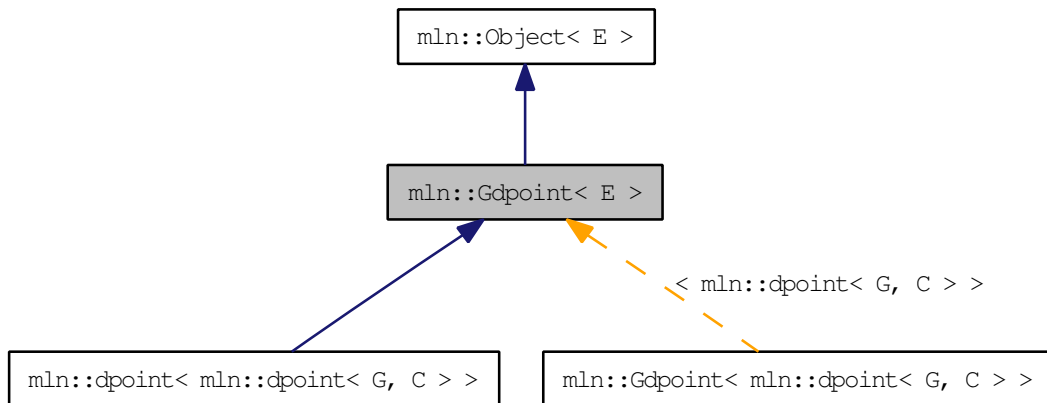 mln::Object< E >
mln::Gdpoint< E >
< mln::dpoint< G, C > >
mln::dpoint< mln::dpoint< G, C > >
mln::Gdpoint< mln::dpoint< G, C > >